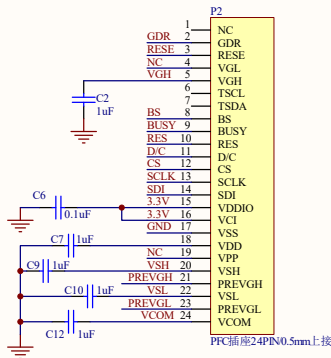 P2
1 NC
GDR 2 GDR
RESE 3 RESE
NC 4 VGL
VGH 5 VGH
6 TSCL
7 TSDA
C2
1uF
BS 8 BS
BUSY 9 BUSY
RES 10 RES
D/C 11 D/C
CS 12 CS
SCLK 13 SCLK
SDI 14 SDI
C6
0.1uF
3.3V 15 VDDIO
3.3V 16 VCI
GND 17 VSS
C7 1uF
18 VDD
NC 19 VPP
C9 1uF
VSH 20 VSH
PREVGH 21 PREVGH
C10 1uF
VSL 22 VSL
PREVGL 23 PREVGL
VCOM 24 VCOM
C12 1uF
PFC插座24PIN/0.5mm上接